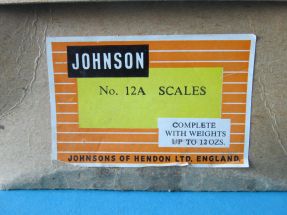 JOHNSON
No. 12A SCALES
COMPLETE
WITH WEIGHTS
UP TO 12 OZS.
JOHNSONS OF HENDON LTD. ENGLAND